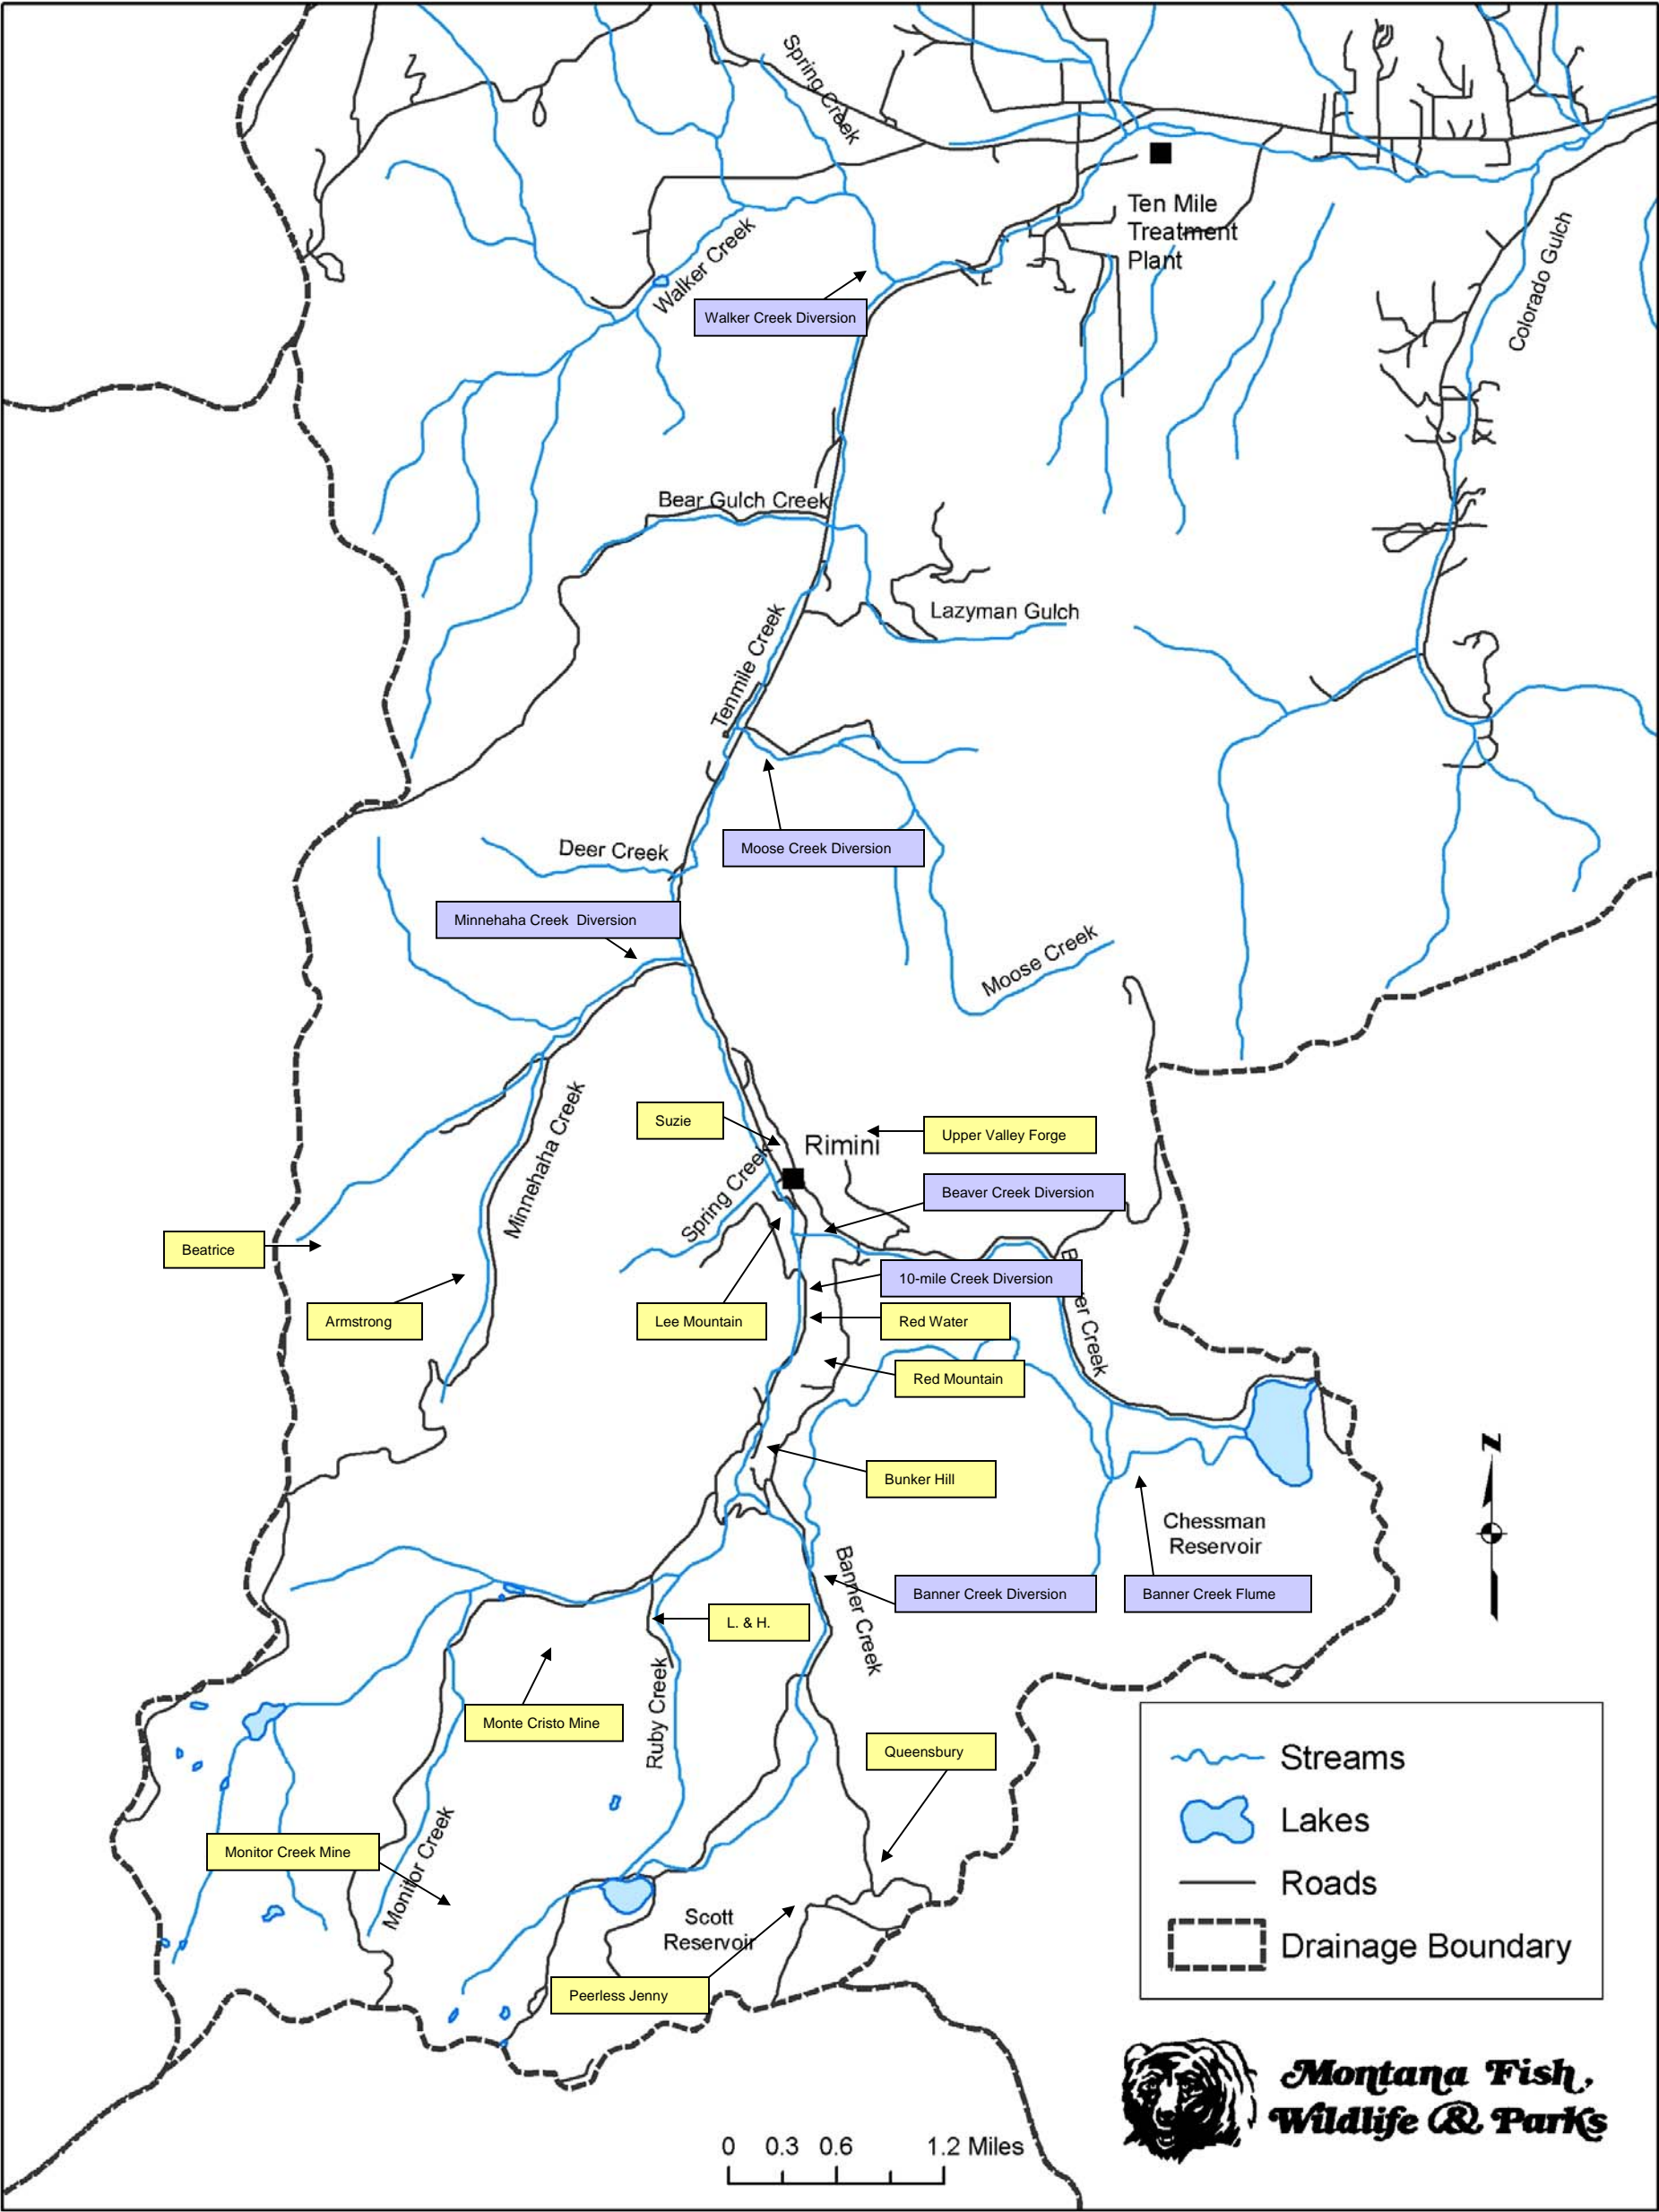 Spring Creek
Ten Mile
Treatment
Plant
Colorado Gulch
Walker Creek
Walker Creek Diversion
Bear Gulch Creek
Lazyman Gulch
Tenmile Creek
Moose Creek Diversion
Deer Creek
Minnehaha Creek Diversion
Moose Creek
Minnehaha Creek
Suzie
Rimini
Upper Valley Forge
Spring Creek
Beaver Creek Diversion
Beatrice
10-mile Creek Diversion
B
er Creek
Armstrong
Lee Mountain
Red Water
Red Mountain
Bunker Hill
Chessman
Reservoir
Banner Creek
Banner Creek Diversion
Banner Creek Flume
L. & H.
Ruby Creek
Monte Cristo Mine
Queensbury
Monitor Creek Mine
Monitor Creek
Scott
Reservoir
Peerless Jenny
N
Streams
Lakes
Roads
Drainage Boundary
Montana Fish,
Wildlife & Parks
0 0.3 0.6 1.2 Miles